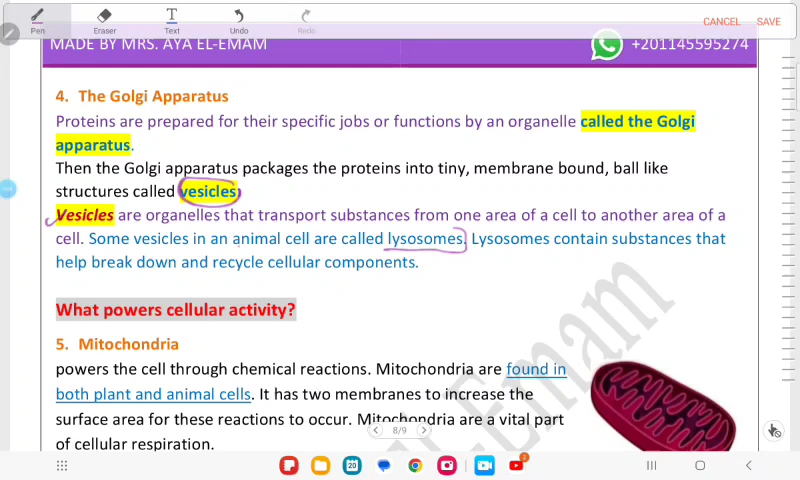 Pen
Eraser
Text
Undo
Redo
CANCEL
SAVE
MADE BY MRS. AYA EL-EMAM
+201145595274
4. The Golgi Apparatus
Proteins are prepared for their specific jobs or functions by an organelle called the Golgi
apparatus.
Then the Golgi apparatus packages the proteins into tiny, membrane bound, ball like
structures called vesicles.
Vesicles are organelles that transport substances from one area of a cell to another area of a
cell. Some vesicles in an animal cell are called lysosomes. Lysosomes contain substances that
help break down and recycle cellular components.
What powers cellular activity?
5. Mitochondria
powers the cell through chemical reactions. Mitochondria are found in
both plant and animal cells. It has two membranes to increase the
surface area for these reactions to occur. Mitochondria are a vital part
of cellular respiration.
8/9
20
2